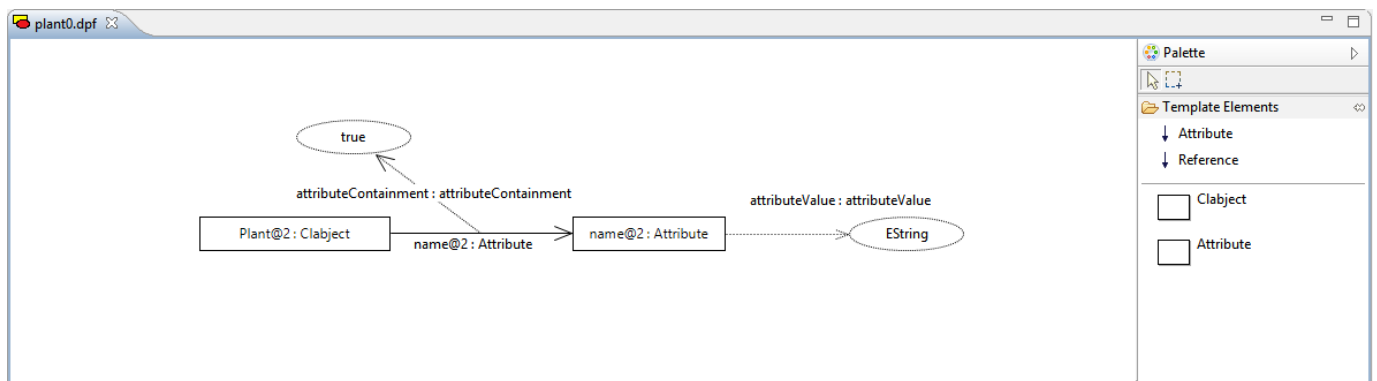 plant0.dpf
Palette
Template Elements
Attribute
Reference
Clabject
Attribute
true
attributeContainment : attributeContainment
attributeValue : attributeValue
Plant@2 : Clabject
name@2 : Attribute
name@2 : Attribute
EString